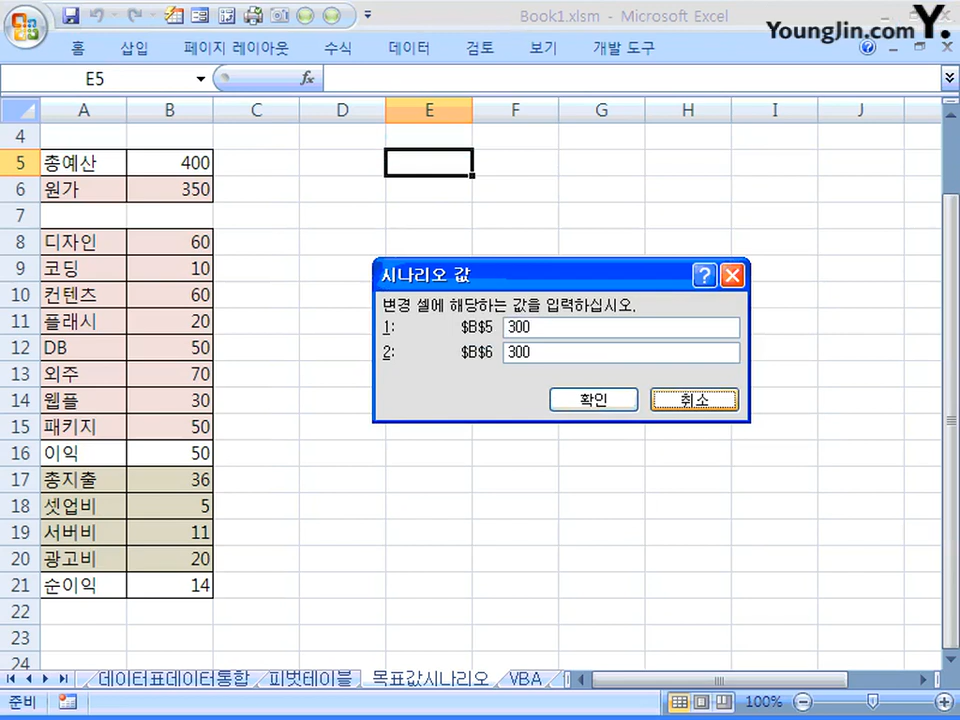 Book1.xlsm - Microsoft Excel
YoungJin.com Y.
홈 삽입 페이지 레이아웃 수식 데이터 검토 보기 개발 도구
E5 fx
A B C D E F G H I J
4
5 총예산 400
6 원가 350
7
8 디자인 60
9 코딩 10
10 컨텐츠 60
11 플래시 20
12 DB 50
13 외주 70
14 웹플 30
15 패키지 50
16 이익 50
17 총지출 36
18 셋업비 5
19 서버비 11
20 광고비 20
21 순이익 14
22
23
24
시나리오 값
변경 셀에 해당하는 값을 입력하십시오.
1: $B$5 300
2: $B$6 300
확인 취소
데이터표데이터통합 피벗테이블 목표값시나리오 VBA
준비 100%